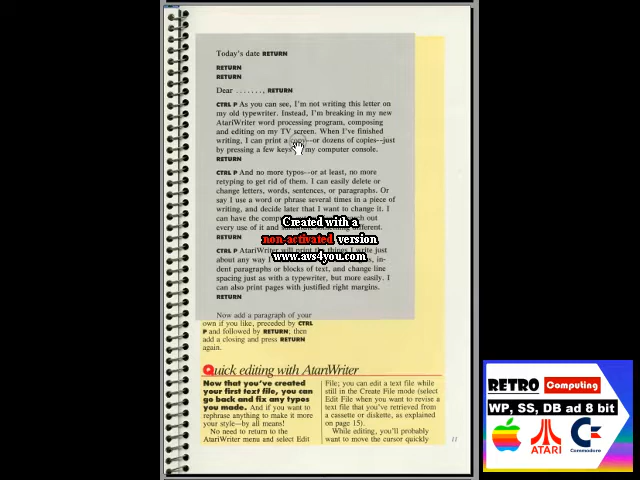 Today's date RETURN
RETURN
RETURN
Dear ......., RETURN
CTRL P As you can see, I'm not writing this letter on
my old typewriter. Instead, I'm breaking in my new
AtariWriter word processing program, composing
and editing on my TV screen. When I've finished
writing, I can print a copy--or dozens of copies--just
by pressing a few keys my computer console.
RETURN
CTRL P And no more typos--or at least, no more
retyping to get rid of them. I can easily delete or
change letters, words, sentences, or paragraphs. Or
say I use a word or phrase several times in a piece of
writing, and decide later that I want to change it. I
can have the comput out
every use of it and different.
RETURN
CTRL P AtariWriter will print the things I write just
about any way I s, in-
dent paragraphs or blocks of text, and change line
spacing just as with a typewriter, but more easily. I
can also print pages with justified right margins.
RETURN
Created with a
non-activated version
www.avs4you.com
Now add a paragraph of your
own if you like, preceded by CTRL
P and followed by RETURN; then
add a closing and press RETURN
again.
Quick editing with AtariWriter
Now that you've created
your first text file, you can
go back and fix any typos
you made. And if you want to
rephrase anything to make it more
your style—by all means!
No need to return to the
AtariWriter menu and select Edit
File; you can edit a text file while
still in the Create File mode (select
Edit File when you want to revise a
text file that you've retrieved from
a cassette or diskette, as explained
on page 15).
While editing, you'll probably
want to move the cursor quickly
11
RETRO Computing
WP, SS, DB ad 8 bit
ATARI
Commodore